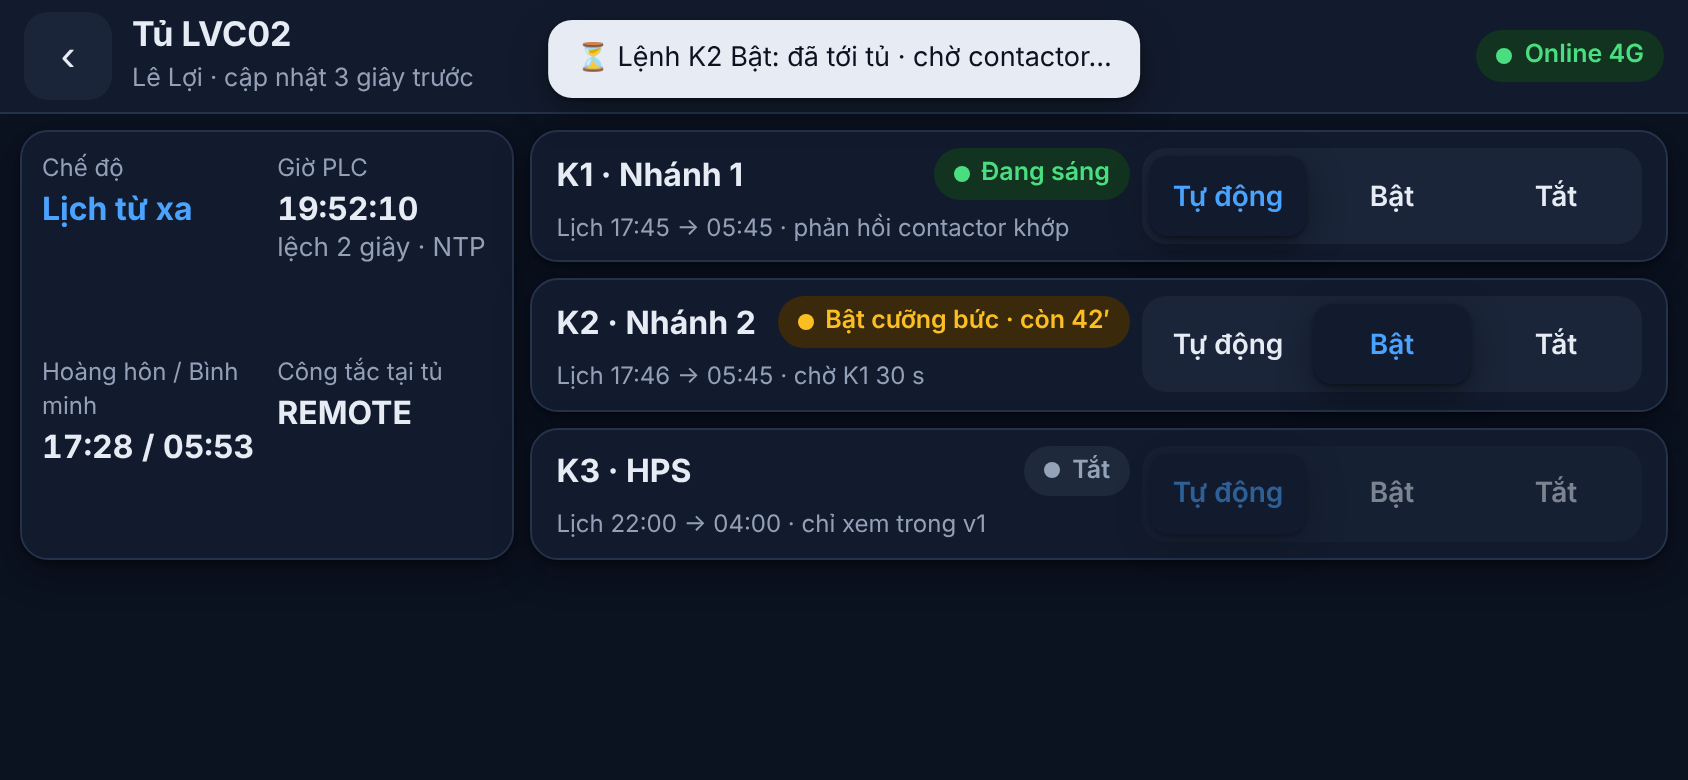 ‹
Tủ LVC02
Lê Lợi · cập nhật 3 giây trước
⏳ Lệnh K2 Bật: đã tới tủ · chờ contactor...
Online 4G
Chế độ
Lịch từ xa
Giờ PLC
19:52:10
lệch 2 giây · NTP
Hoàng hôn / Bình
minh
17:28 / 05:53
Công tắc tại tủ
REMOTE
K1 · Nhánh 1
Đang sáng
Lịch 17:45 → 05:45 · phản hồi contactor khớp
Tự động
Bật
Tắt
K2 · Nhánh 2
Bật cưỡng bức · còn 42′
Lịch 17:46 → 05:45 · chờ K1 30 s
Tự động
Bật
Tắt
K3 · HPS
Tắt
Lịch 22:00 → 04:00 · chỉ xem trong v1
Tự động
Bật
Tắt